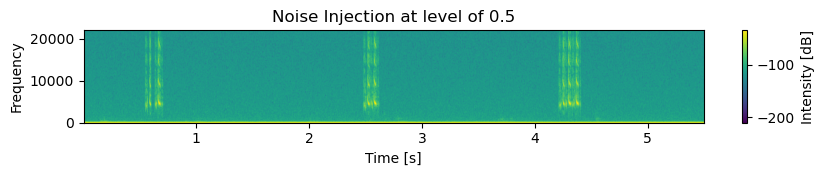 Noise Injection at level of 0.5
20000
10000
0
Frequency
1
2
3
4
5
Time [s]
−100
−200
Intensity [dB]